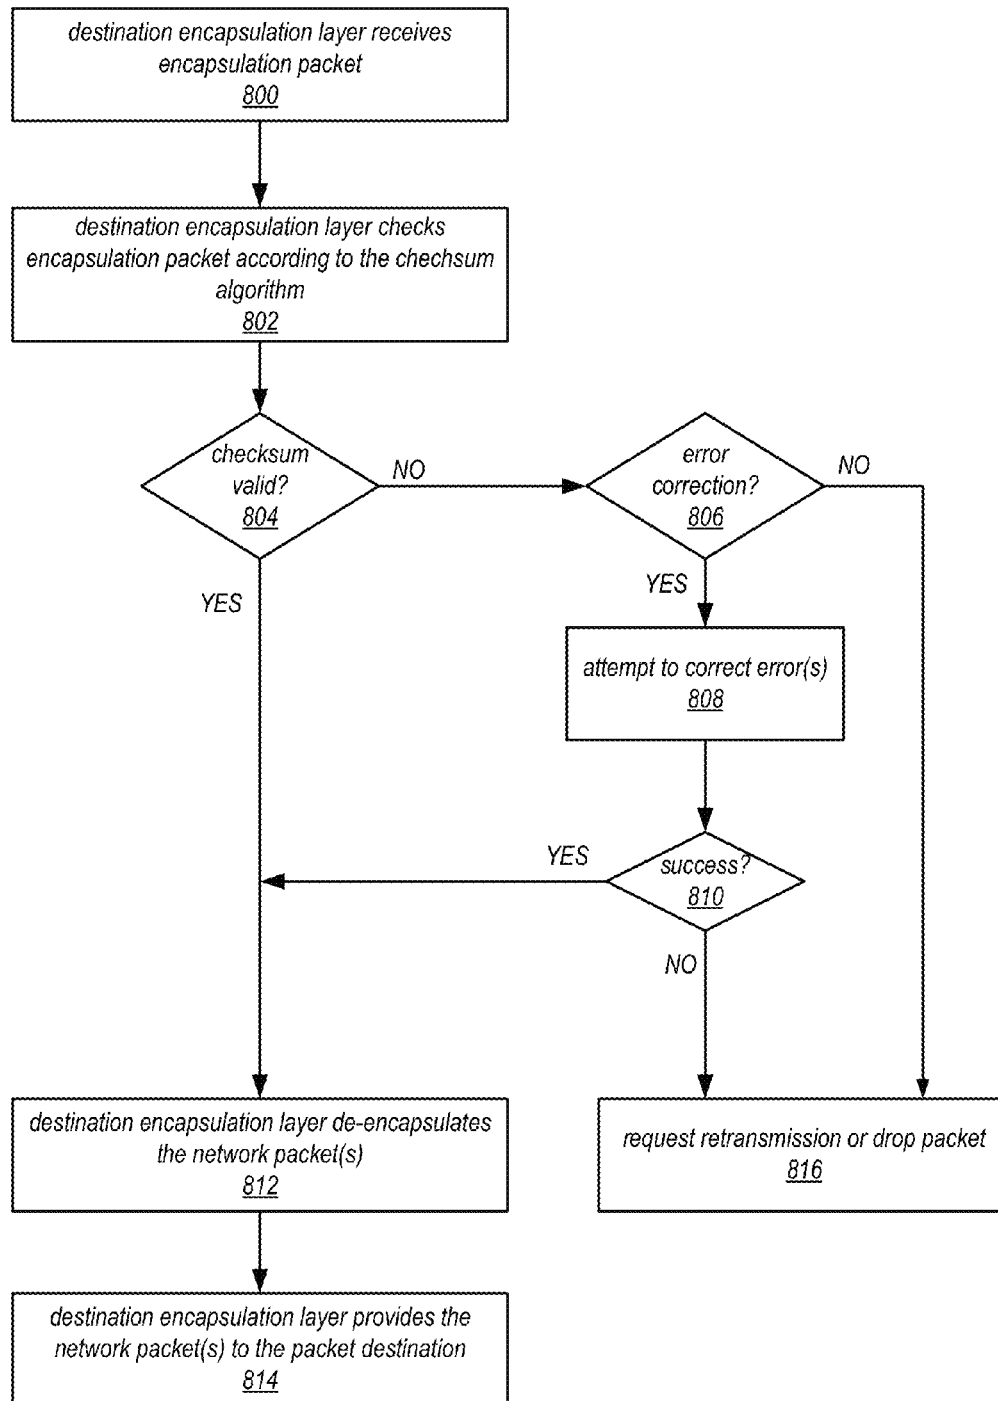 destination encapsulation layer receives
encapsulation packet
800
destination encapsulation layer checks
encapsulation packet according to the chechsum
algorithm
802
checksum
valid?
804
NO
error
correction?
806
NO
YES
YES
attempt to correct error(s)
808
YES
success?
810
NO
destination encapsulation layer de-encapsulates
the network packet(s)
812
request retransmission or drop packet
816
destination encapsulation layer provides the
network packet(s) to the packet destination
814